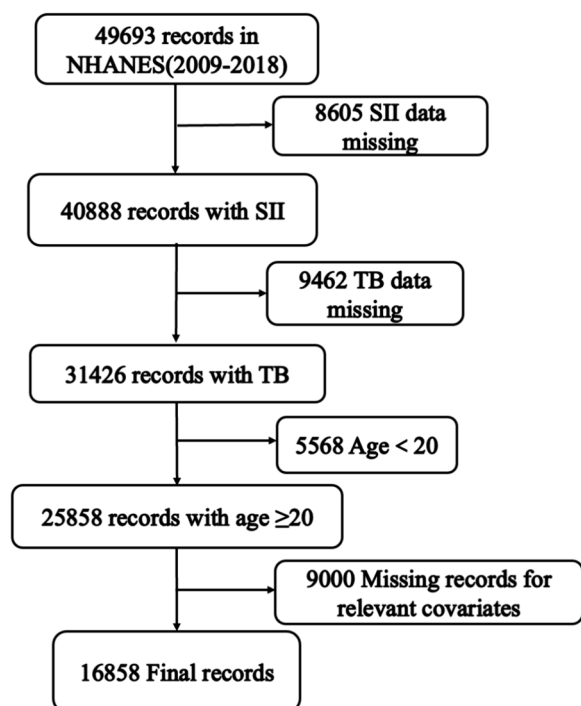 49693 records in
NHANES(2009-2018)
8605 SII data
missing
40888 records with SII
9462 TB data
missing
31426 records with TB
5568 Age < 20
25858 records with age ≥20
9000 Missing records for
relevant covariates
16858 Final records